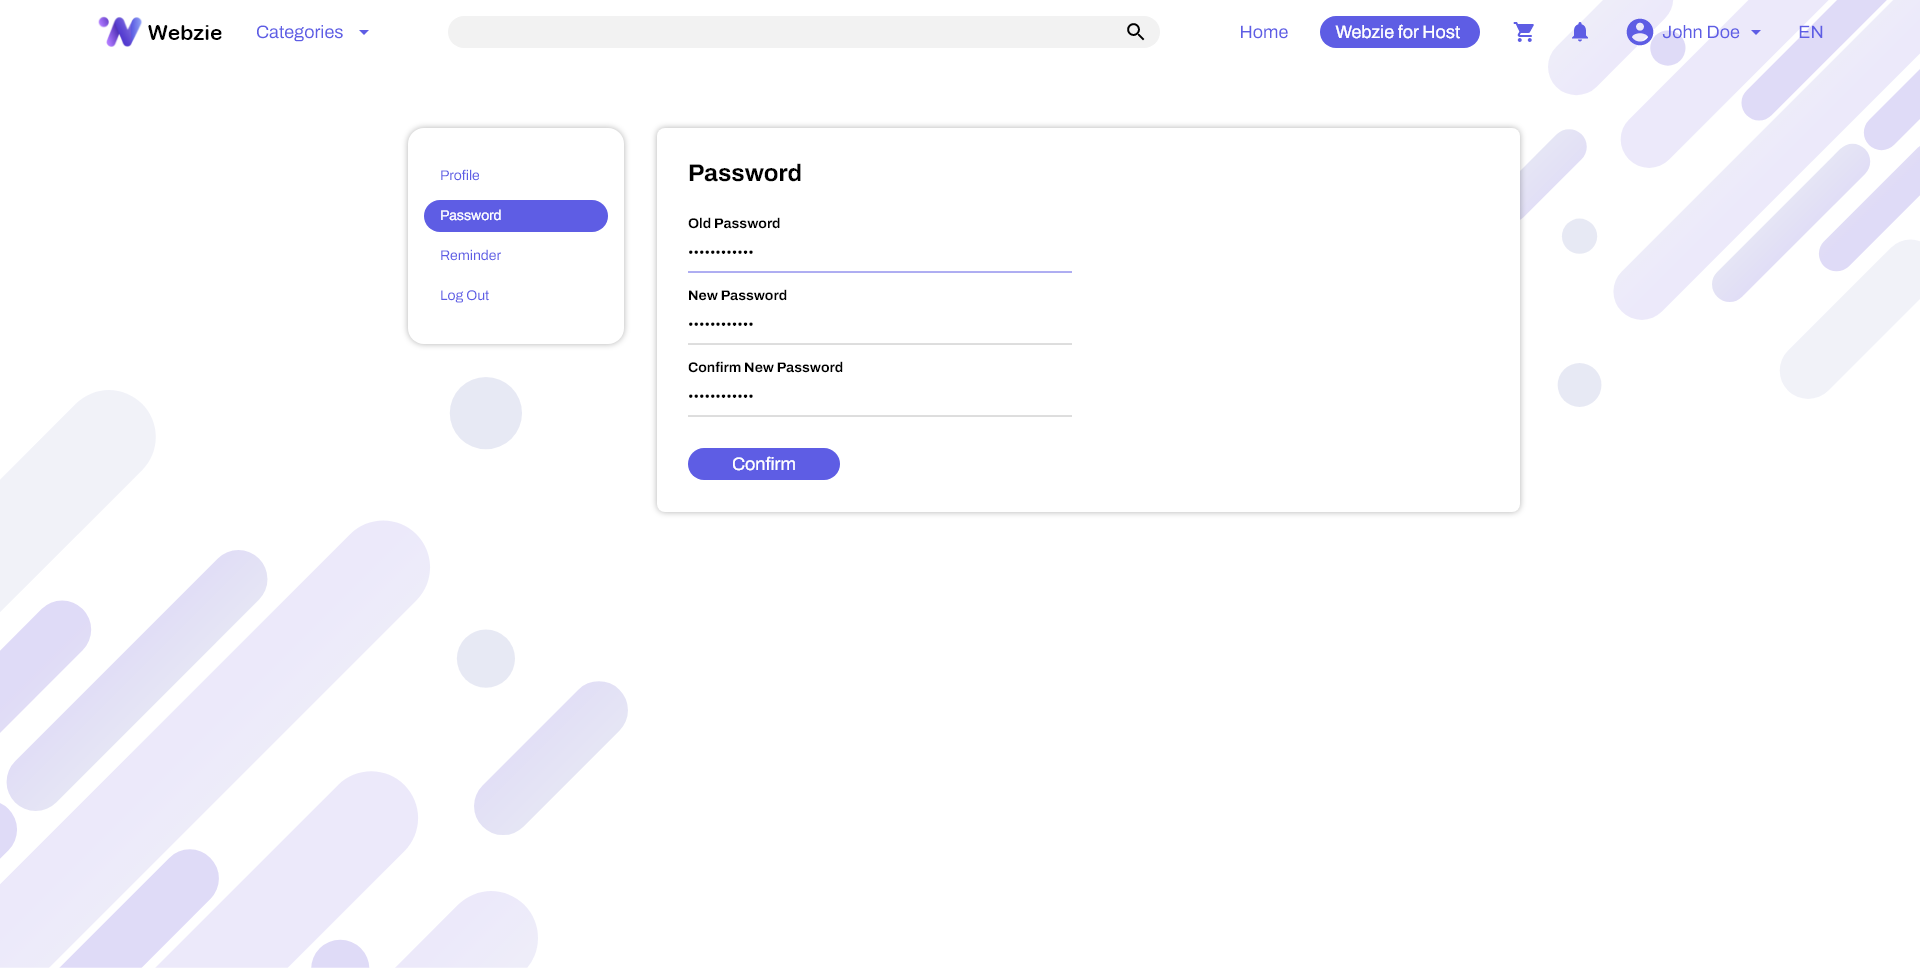 Webzie
Categories
Home
Webzie for Host
John Doe
EN
Profile
Password
Reminder
Log Out
Password
Old Password
••••••••••••
New Password
••••••••••••
Confirm New Password
••••••••••••
Confirm